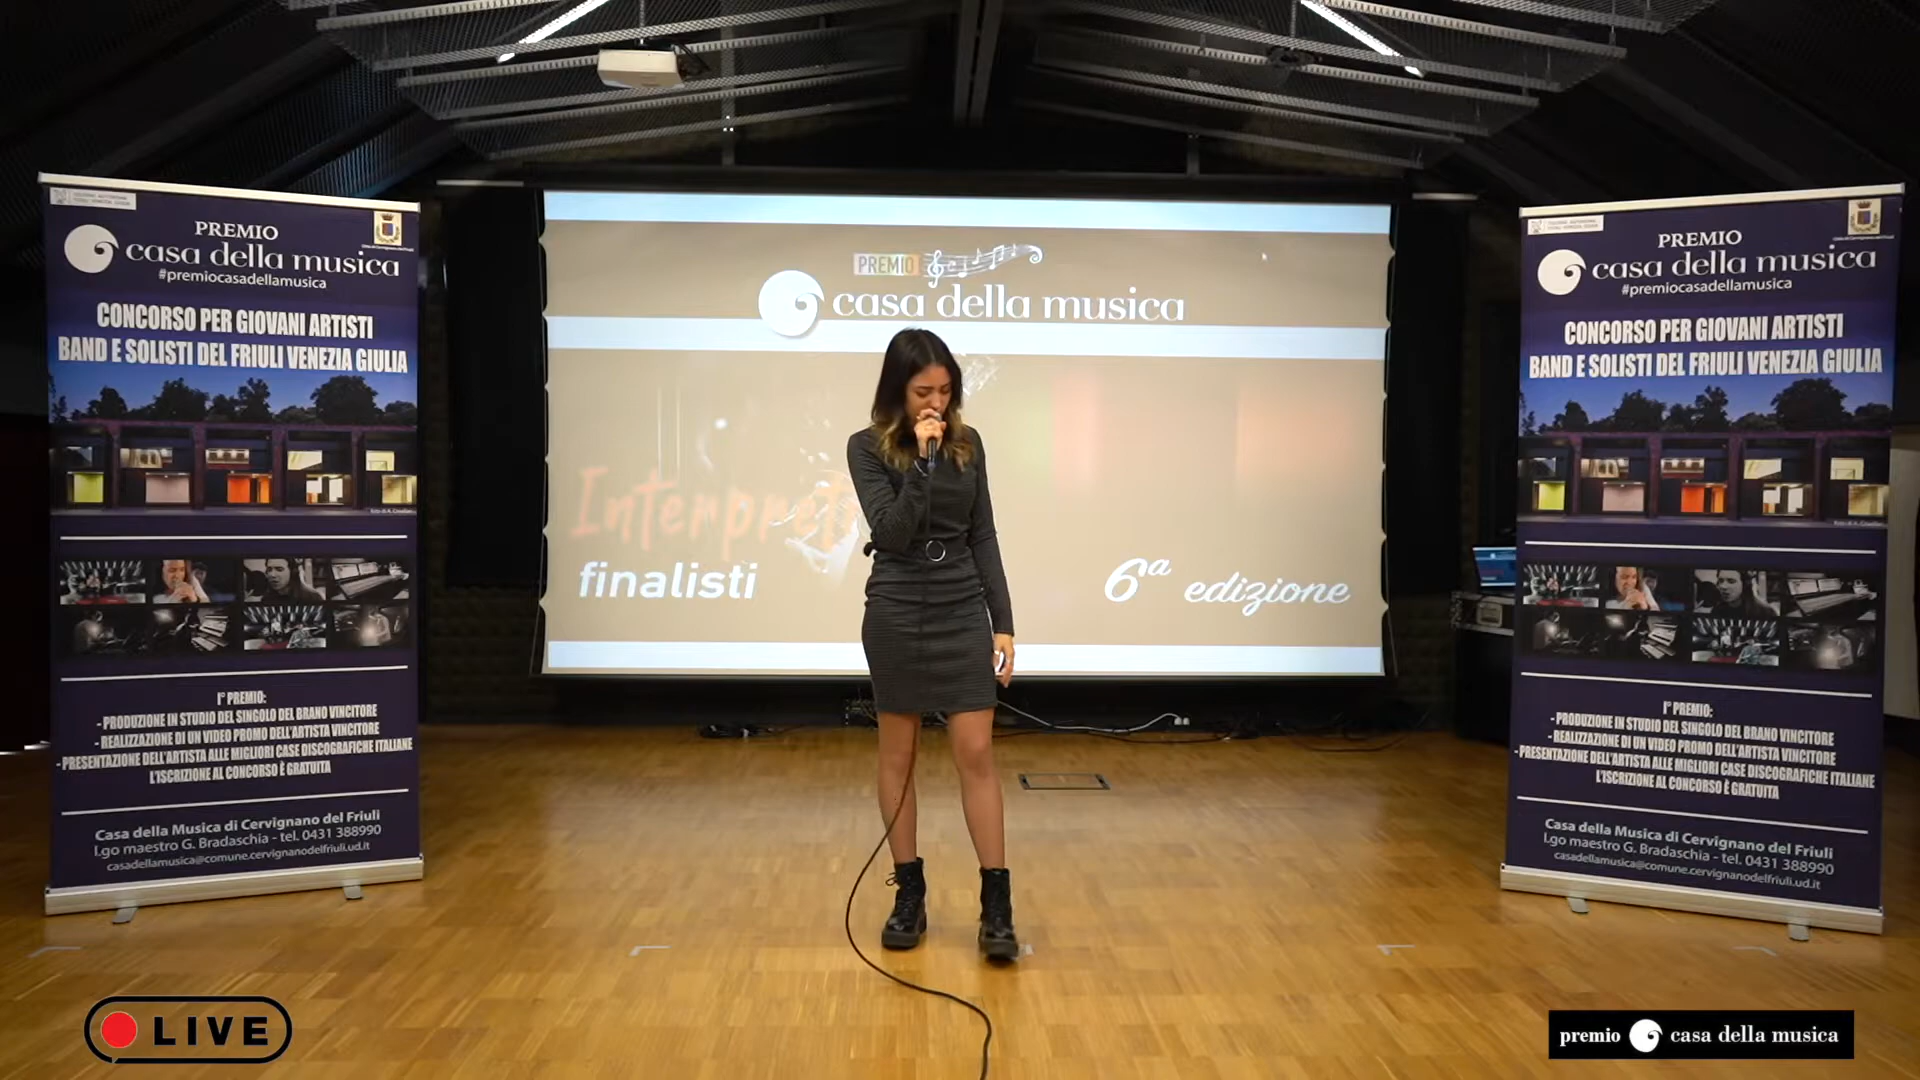 PREMIO
casa della musica
#premiocasadellamusica
CONCORSO PER GIOVANI ARTISTI
BAND E SOLISTI DEL FRIULI VENEZIA GIULIA
I° PREMIO:
- PRODUZIONE IN STUDIO DEL SINGOLO DEL BRANO VINCITORE
- REALIZZAZIONE DI UN VIDEO PROMO DELL'ARTISTA VINCITORE
- PRESENTAZIONE DELL'ARTISTA ALLE MIGLIORI CASE DISCOGRAFICHE ITALIANE
L'ISCRIZIONE AL CONCORSO È GRATUITA
Casa della Musica di Cervignano del Friuli
l.go maestro G. Bradaschia - tel. 0431 388990
casadellamusica@comune.cervignanodelfriuli.ud.it
PREMIO
casa della musica
finalisti
6ª edizione
PREMIO
casa della musica
#premiocasadellamusica
CONCORSO PER GIOVANI ARTISTI
BAND E SOLISTI DEL FRIULI VENEZIA GIULIA
I° PREMIO:
- PRODUZIONE IN STUDIO DEL SINGOLO DEL BRANO VINCITORE
- REALIZZAZIONE DI UN VIDEO PROMO DELL'ARTISTA VINCITORE
- PRESENTAZIONE DELL'ARTISTA ALLE MIGLIORI CASE DISCOGRAFICHE ITALIANE
L'ISCRIZIONE AL CONCORSO È GRATUITA
Casa della Musica di Cervignano del Friuli
l.go maestro G. Bradaschia - tel. 0431 388990
casadellamusica@comune.cervignanodelfriuli.ud.it
LIVE
premio casa della musica